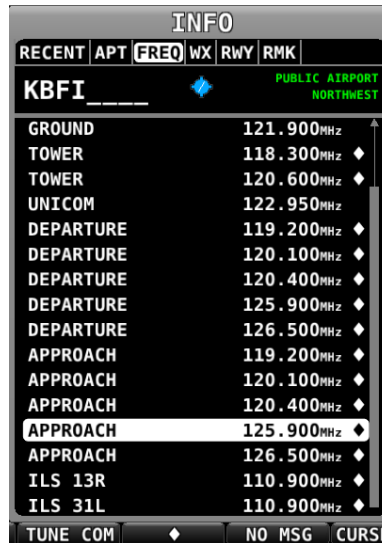 INFO
RECENT APT FREQ WX RWY RMK
KBFI____
PUBLIC AIRPORT
NORTHWEST
GROUND 121.900MHz
TOWER 118.300MHz ♦
TOWER 120.600MHz ♦
UNICOM 122.950MHz
DEPARTURE 119.200MHz ♦
DEPARTURE 120.100MHz ♦
DEPARTURE 120.400MHz ♦
DEPARTURE 125.900MHz ♦
DEPARTURE 126.500MHz ♦
APPROACH 119.200MHz ♦
APPROACH 120.100MHz ♦
APPROACH 120.400MHz ♦
APPROACH 125.900MHz ♦
APPROACH 126.500MHz ♦
ILS 13R 110.900MHz ♦
ILS 31L 110.900MHz ♦
TUNE COM ♦ NO MSG CURS